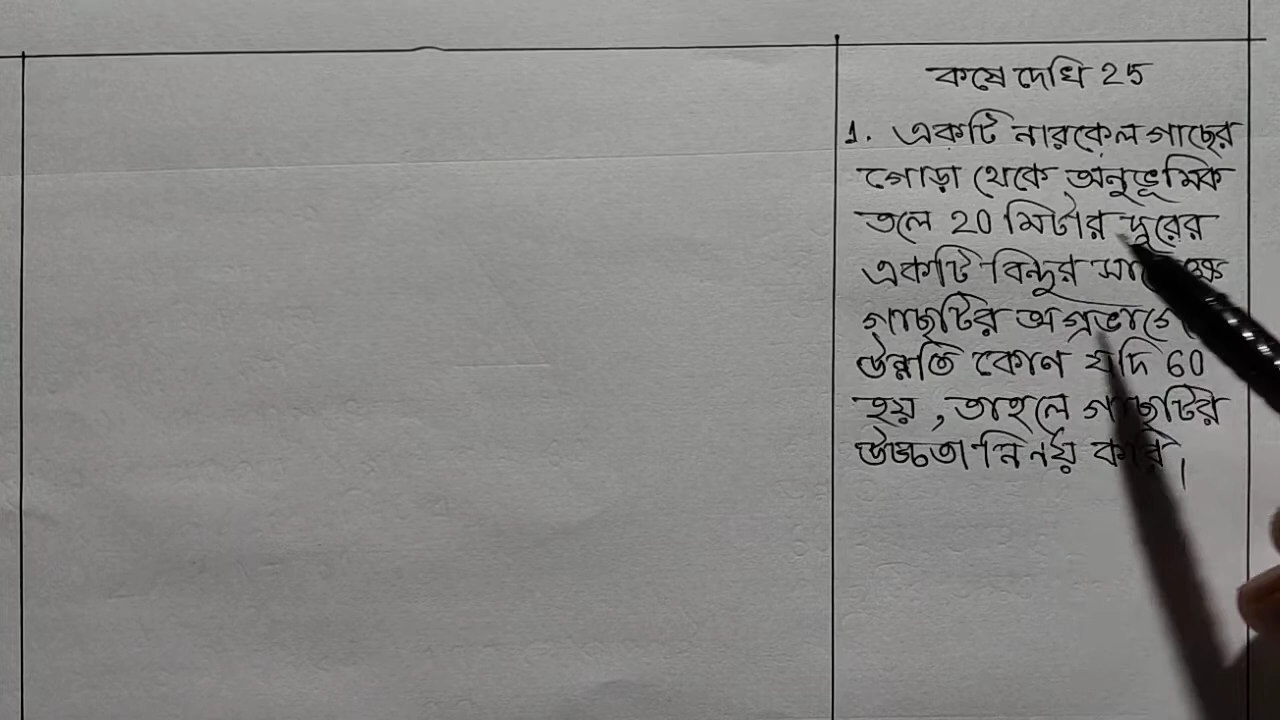 কষে দেখি 25
1. একটি নারকেল গাছের
গোড়া থেকে অনুভূমিক
তলে 20 মিটার দূরের
একটি বিন্দুর
গাছটির
উন্নতি কোণ যদি 60
হয়, তাহলে গাছটির
উচ্চতা নির্নয় করি।